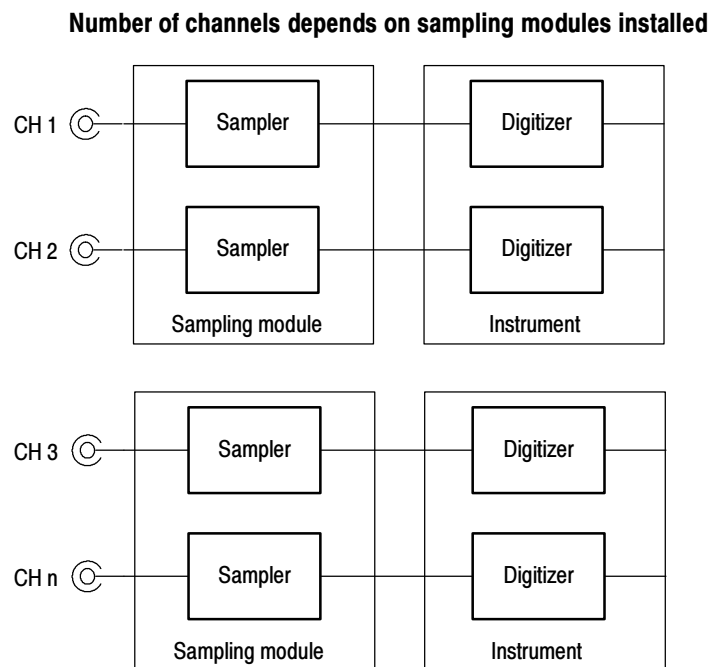 Number of channels depends on sampling modules installed
CH 1 Sampler Digitizer
CH 2 Sampler Digitizer
Sampling module Instrument
CH 3 Sampler Digitizer
CH n Sampler Digitizer
Sampling module Instrument